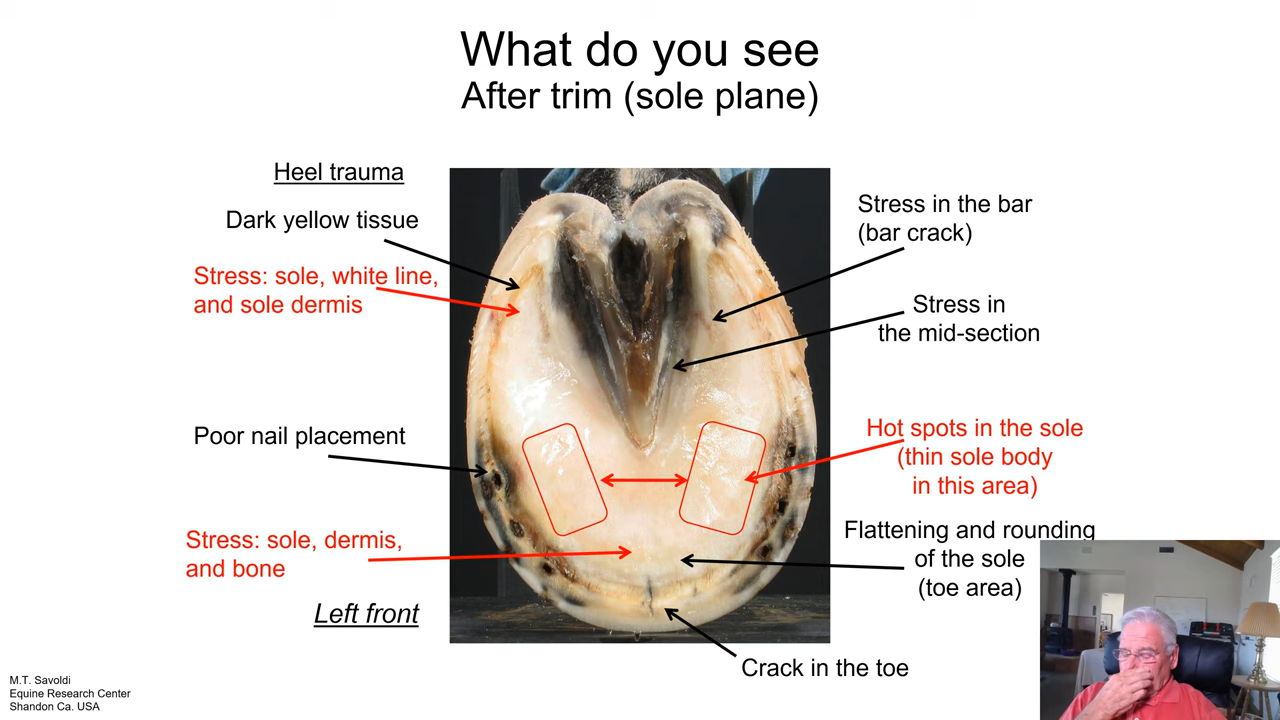 What do you see
After trim (sole plane)
Heel trauma
Dark yellow tissue
Stress: sole, white line,
and sole dermis
Poor nail placement
Stress: sole, dermis,
and bone
Left front
Stress in the bar
(bar crack)
Stress in
the mid-section
Hot spots in the sole
(thin sole body
in this area)
Flattening and rounding
of the sole
(toe area)
Crack in the toe
M.T. Savoldi
Equine Research Center
Shandon Ca. USA